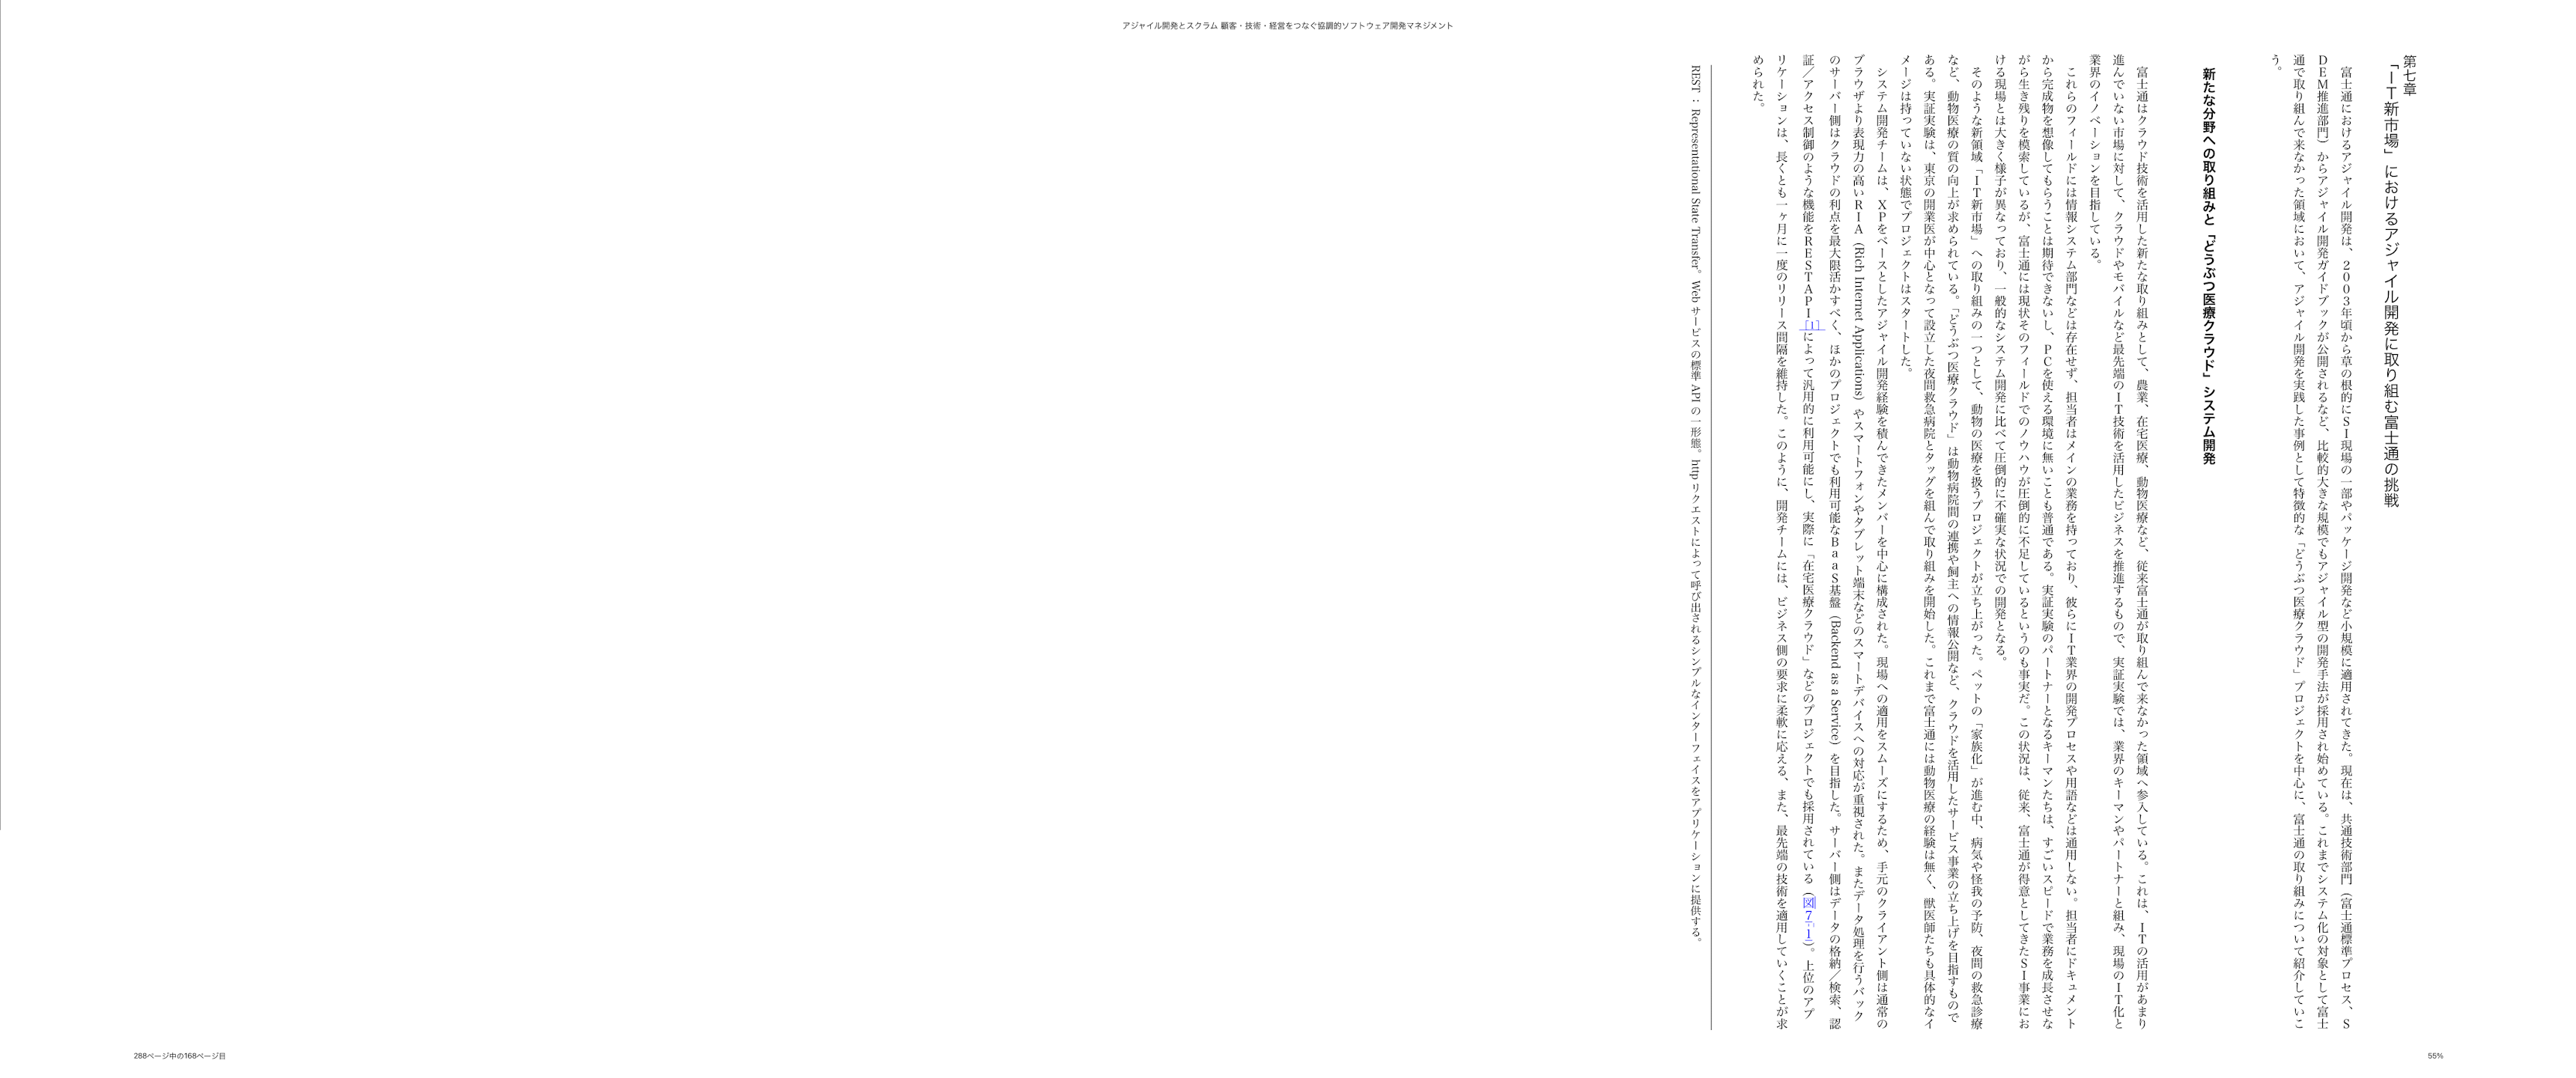 アジャイル開発とスクラム 顧客・技術・経営をつなぐ協調的ソフトウェア開発マネジメント
第七章
「IT新市場」におけるアジャイル開発に取り組む富士通の挑戦
富士通におけるアジャイル開発は、2003年頃から草の根的にSI現場の一部やパッケージ開発など小規模に適用されてきた。現在は、共通技術部門（富士通標準プロセス、S
DEM推進部門）からアジャイル開発ガイドブックが公開されるなど、比較的大きな規模でもアジャイル型の開発手法が採用され始めている。これまでシステム化の対象として富士
通で取り組んで来なかった領域において、アジャイル開発を実践した事例として特徴的な「どうぶつ医療クラウド」プロジェクトを中心に、富士通の取り組みについて紹介していこ
う。
新たな分野への取り組みと「どうぶつ医療クラウド」システム開発
富士通はクラウド技術を活用した新たな取り組みとして、農業、在宅医療、動物医療など、従来富士通が取り組んで来なかった領域へ参入している。これは、ITの活用があまり
進んでいない市場に対して、クラウドやモバイルなど最先端のIT技術を活用したビジネスを推進するもので、実証実験では、業界のキーマンやパートナーと組み、現場のIT化と
業界のイノベーションを目指している。
これらのフィールドには情報システム部門などは存在せず、担当者はメインの業務を持っており、彼らにIT業界の開発プロセスや用語などは通用しない。担当者にドキュメント
から完成物を想像してもらうことは期待できないし、PCを使える環境に無いことも普通である。実証実験のパートナーとなるキーマンたちは、すごいスピードで業務を成長させな
がら生き残りを模索しているが、富士通には現状そのフィールドでのノウハウが圧倒的に不足しているというのも事実だ。この状況は、従来、富士通が得意としてきたSI事業にお
ける現場とは大きく様子が異なっており、一般的なシステム開発に比べて圧倒的に不確実な状況での開発となる。
そのような新領域「IT新市場」への取り組みの一つとして、動物の医療を扱うプロジェクトが立ち上がった。ペットの「家族化」が進む中、病気や怪我の予防、夜間の救急診療
など、動物医療の質の向上が求められている。「どうぶつ医療クラウド」は動物病院間の連携や飼主への情報公開など、クラウドを活用したサービス事業の立ち上げを目指すもので
ある。実証実験は、東京の開業医が中心となって設立した夜間救急病院とタッグを組んで取り組みを開始した。これまで富士通には動物医療の経験は無く、獣医師たちも具体的なイ
メージは持っていない状態でプロジェクトはスタートした。
システム開発チームは、XPをベースとしたアジャイル開発経験を積んできたメンバーを中心に構成された。現場への適用をスムーズにするため、手元のクライアント側は通常の
ブラウザより表現力の高いRIA（Rich Internet Applications）やスマートフォンやタブレット端末などのスマートデバイスへの対応が重視された。またデータ処理を行うバック
のサーバー側はクラウドの利点を最大限活かすべく、ほかのプロジェクトでも利用可能なBaaS基盤（Backend as a Service）を目指した。サーバー側はデータの格納／検索、認
証／アクセス制御のような機能をRESTAPI[1]によって汎用的に利用可能にし、実際に「在宅医療クラウド」などのプロジェクトでも採用されている（図7-1）。上位のアプ
リケーションは、長くとも一ヶ月に一度のリリース間隔を維持した。このように、開発チームには、ビジネス側の要求に柔軟に応える、また、最先端の技術を適用していくことが求
められた。
REST：Representational State Transfer。Webサービスの標準APIの一形態。httpリクエストによって呼び出されるシンプルなインターフェイスをアプリケーションに提供する。
288ページ中の168ページ目
55%